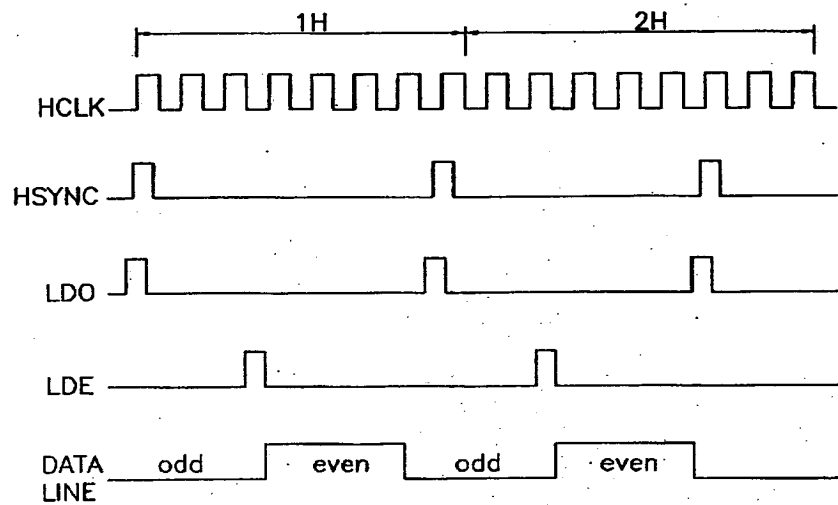 1H 2H
HCLK
HSYNC
LDO
LDE
DATA LINE
odd even odd even